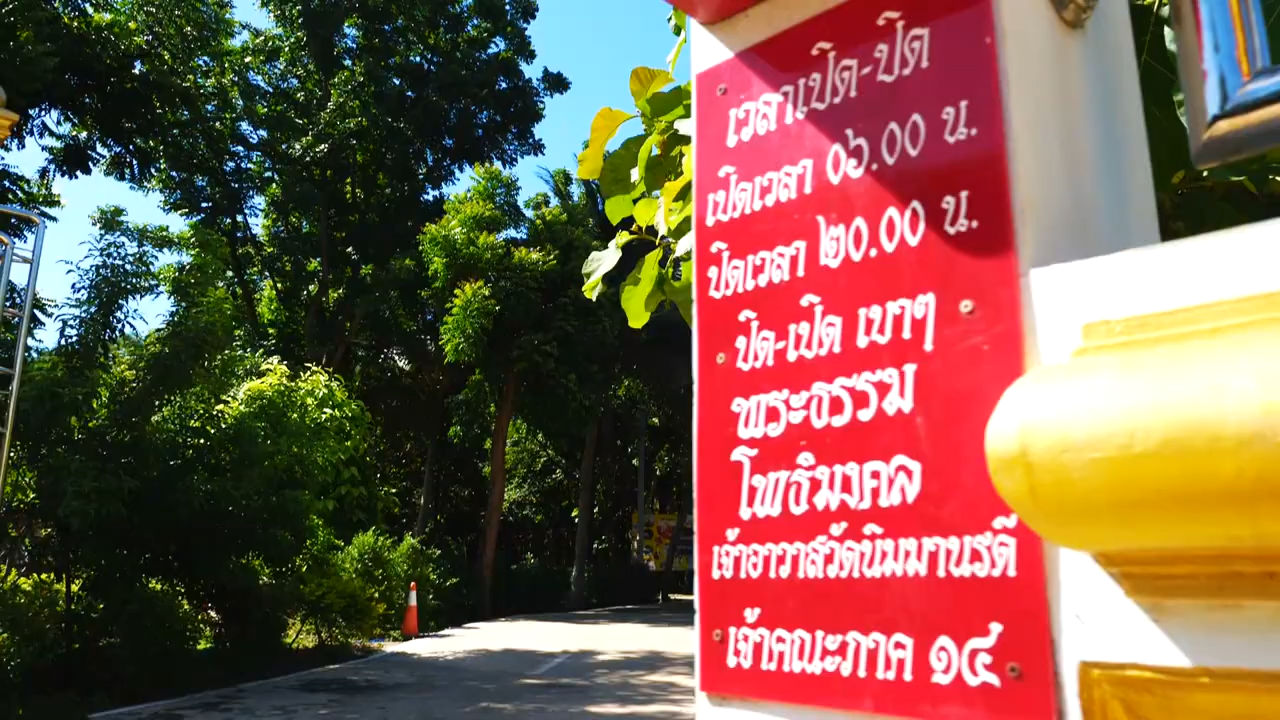 เวลาเปิด-ปิด
เปิดเวลา ๐๖.๐๐ น.
ปิดเวลา ๒๐.๐๐ น.
ปิด-เปิด เบาๆ
พระธรรม
โพธิมงคล
เจ้าอาวาสวัดนิมมานรดี
เจ้าคณะภาค ๑๔